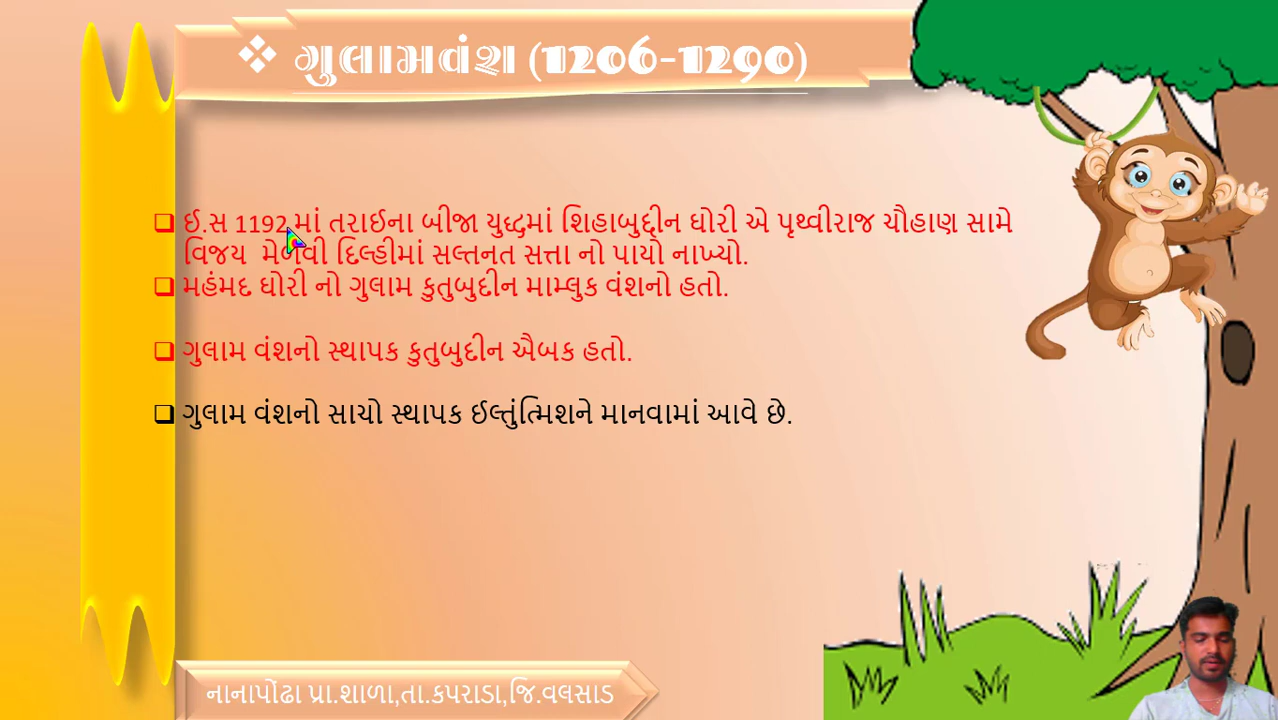 ❖ ગુલામવંશ (1206-1290)
❑ ઈ.સ 1192 માં તરાઈના બીજા યુદ્ધમાં શિહાબુદ્દીન ઘોરી એ પૃથ્વીરાજ ચૌહાણ સામે
વિજય મેળવી દિલ્હીમાં સલ્તનત સત્તા નો પાયો નાખ્યો.
❑ મહંમદ ઘોરી નો ગુલામ કુતુબુદીન મામ્લુક વંશનો હતો.
❑ ગુલામ વંશનો સ્થાપક કુતુબુદીન ઐબક હતો.
❑ ગુલામ વંશનો સાચો સ્થાપક ઈલ્તુંત્મિશને માનવામાં આવે છે.
નાનાપોંઢા પ્રા.શાળા,તા.કપરાડા,જિ.વલસાડ